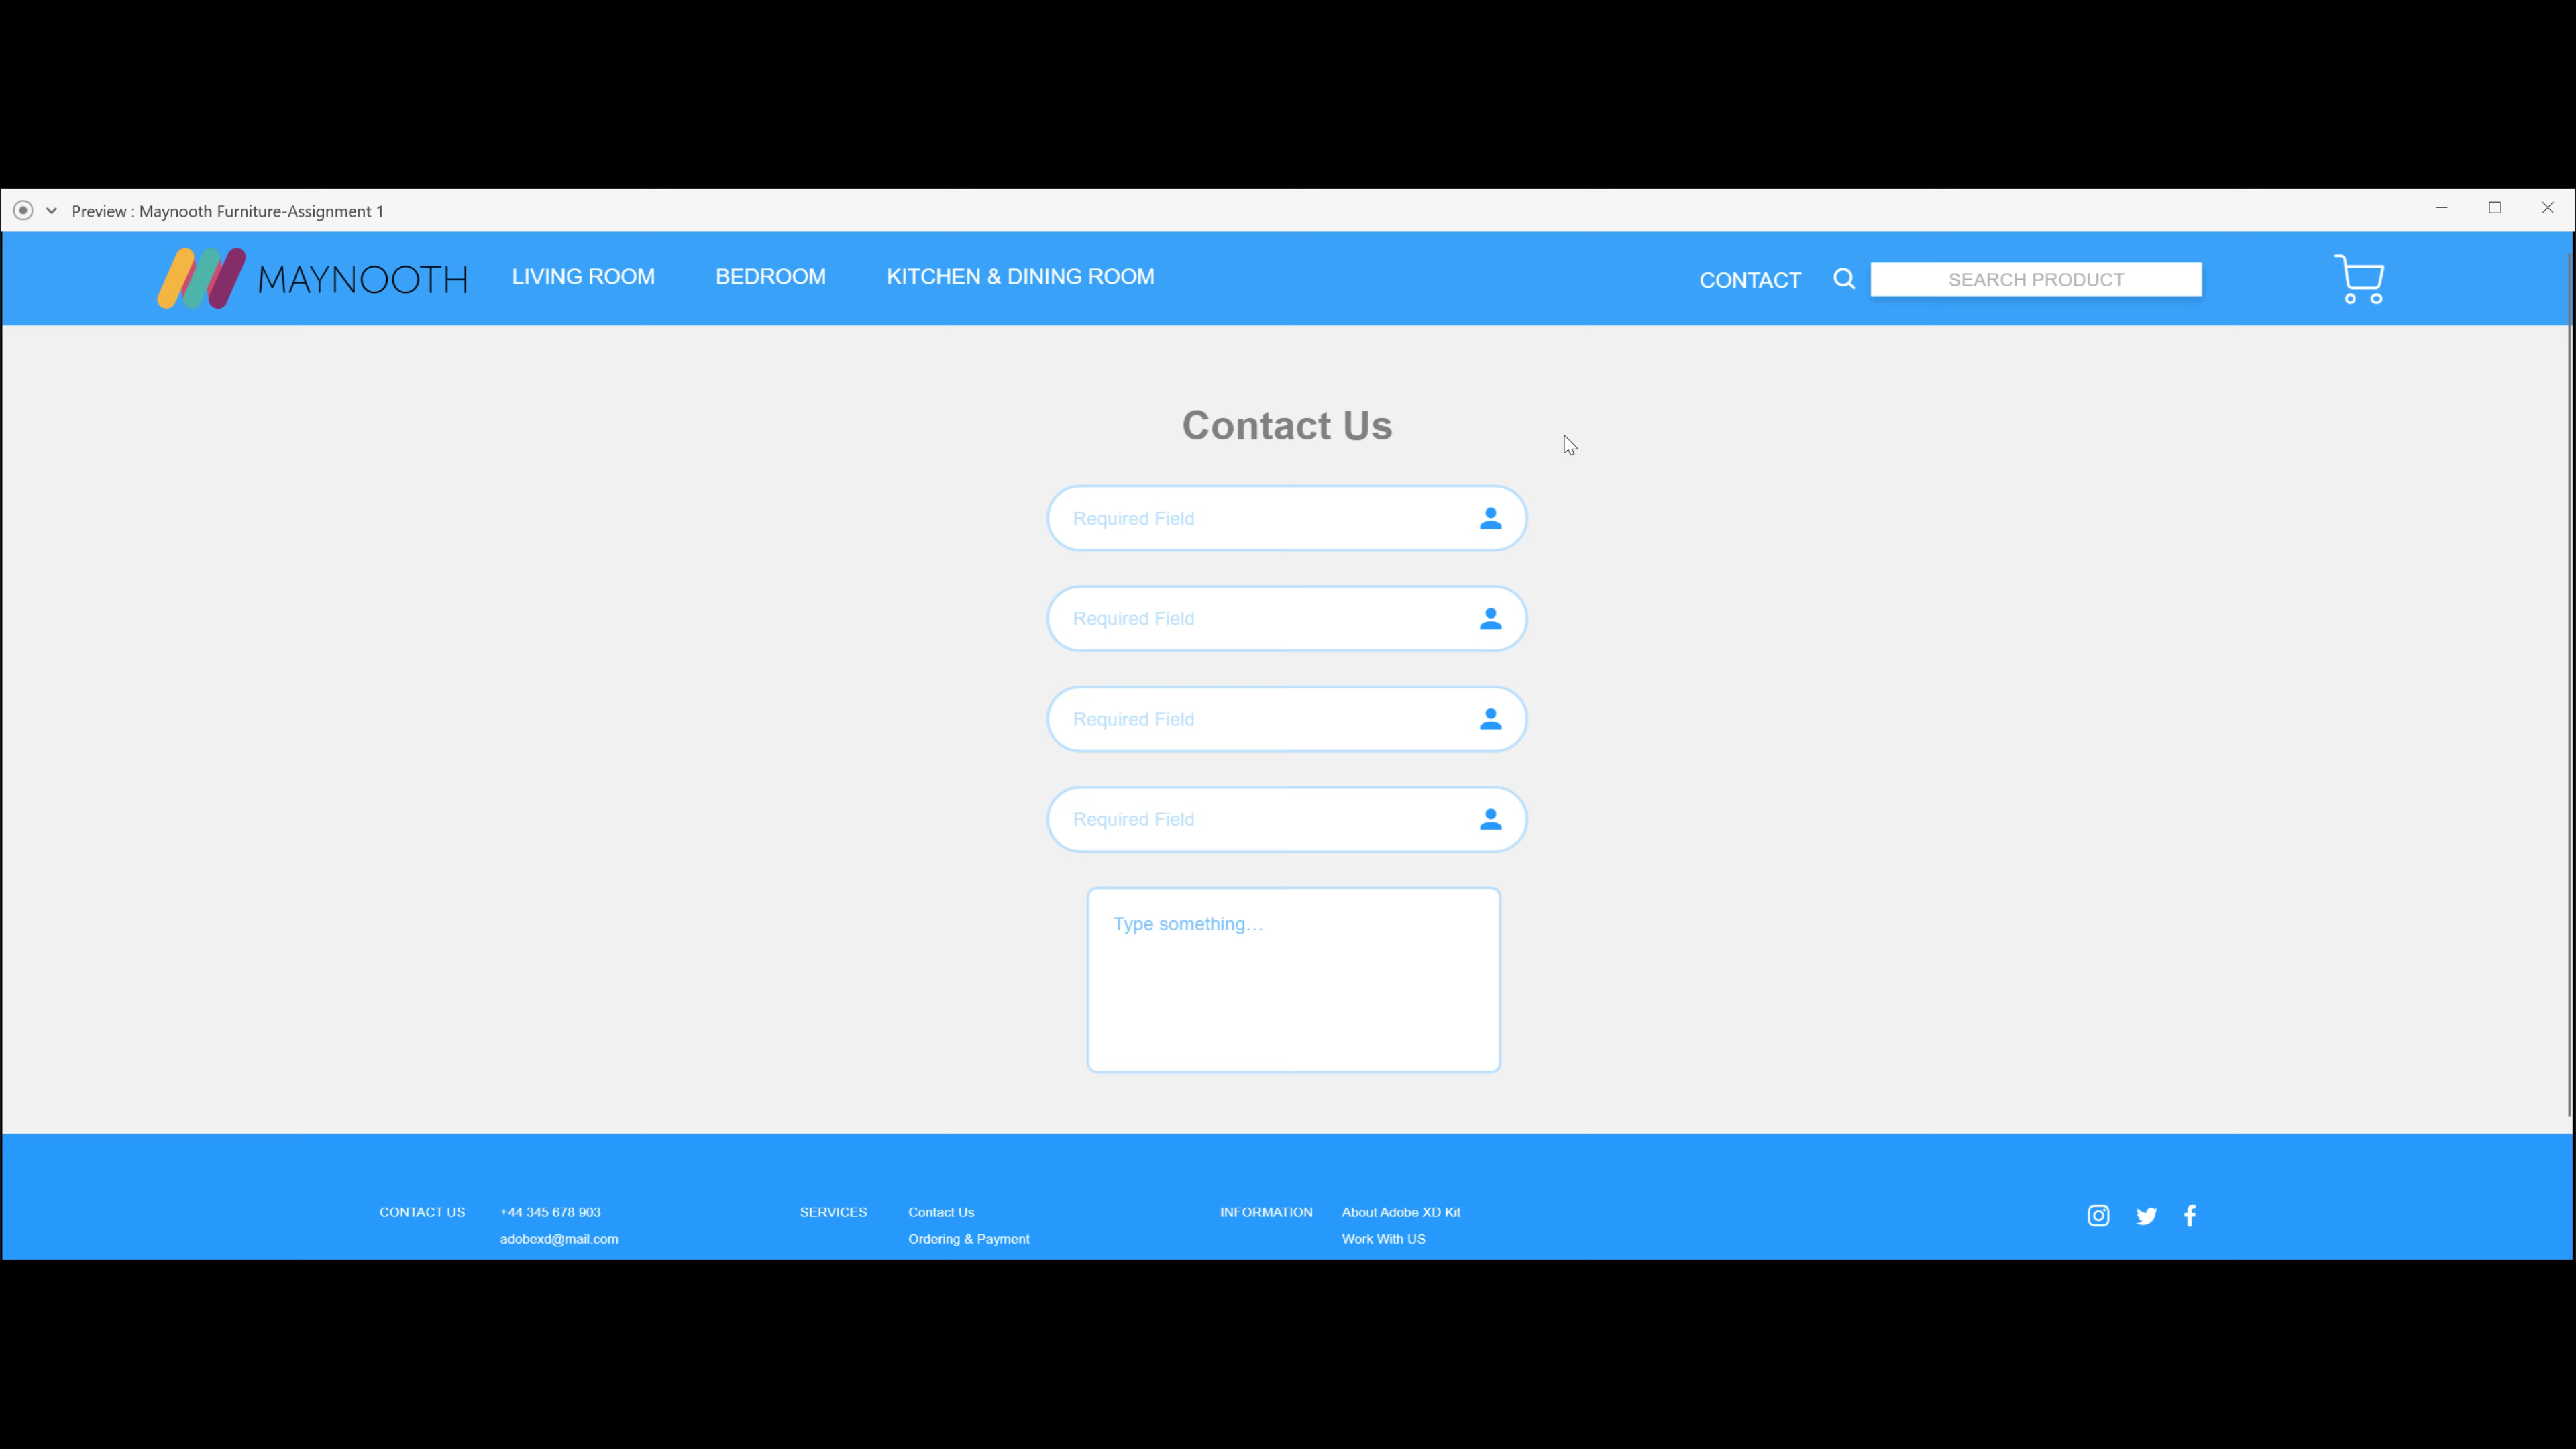 Preview : Maynooth Furniture-Assignment 1
MAYNOOTH LIVING ROOM BEDROOM KITCHEN & DINING ROOM CONTACT SEARCH PRODUCT
Contact Us
Required Field
Required Field
Required Field
Required Field
Type something...
CONTACT US +44 345 678 903 SERVICES Contact Us INFORMATION About Adobe XD Kit
adobexd@mail.com Ordering & Payment Work With US